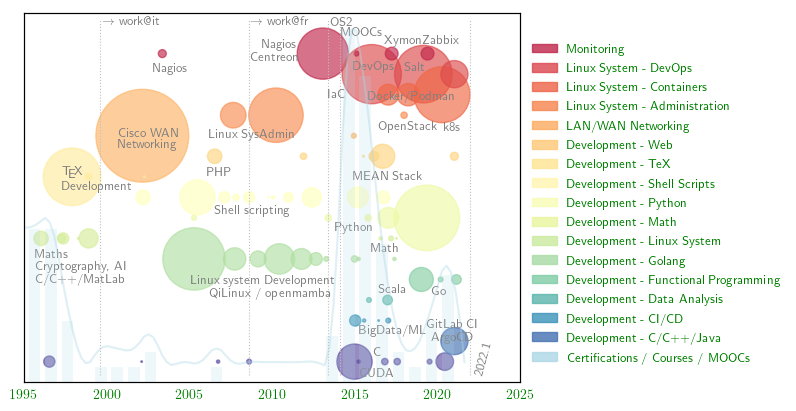 → work@it
→ work@fr
OS2
MOOCs
Nagios
Centreon
XymonZabbix
Nagios
DevOps
Salt
IaC
Docker/Podman
Cisco WAN
Networking
Linux SysAdmin
OpenStack
k8s
TEX
Development
PHP
MEAN Stack
Shell scripting
Python
Math
Maths
Cryptography, AI
C/C++/MatLab
Linux system Development
QiLinux / openmamba
Scala
Go
BigData/ML
GitLab CI
ArgoCD
C
CUDA
2022.1
1995
2000
2005
2010
2015
2020
2025
Monitoring
Linux System - DevOps
Linux System - Containers
Linux System - Administration
LAN/WAN Networking
Development - Web
Development - TeX
Development - Shell Scripts
Development - Python
Development - Math
Development - Linux System
Development - Golang
Development - Functional Programming
Development - Data Analysis
Development - CI/CD
Development - C/C++/Java
Certifications / Courses / MOOCs